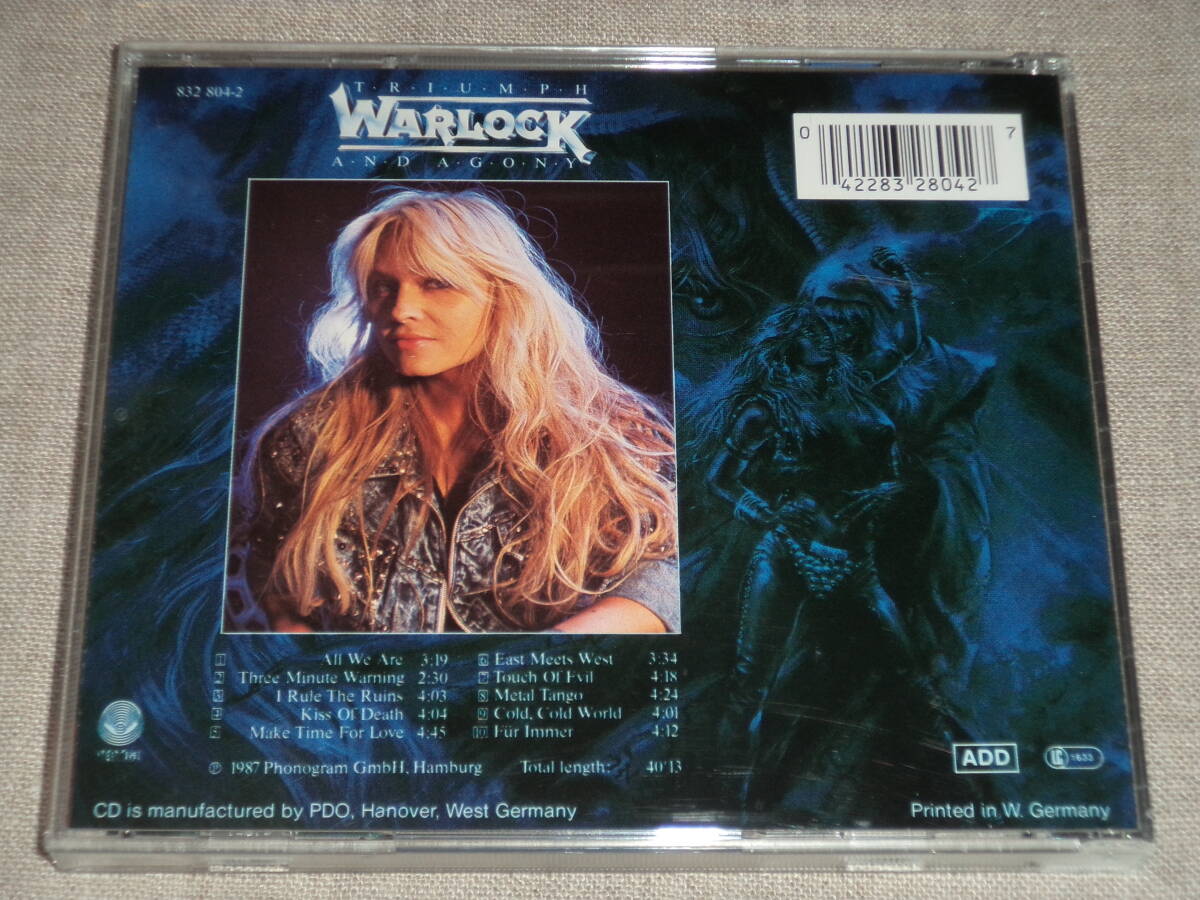 832 804-2
T·R·I·U·M·P·H
WARLOCK
A·N·D A·G·O·N·Y
0 7
42283 28042
1 All We Are 3:19
2 Three Minute Warning 2:30
3 I Rule The Ruins 4:03
4 Kiss Of Death 4:04
5 Make Time For Love 4:45
6 East Meets West 3:34
7 Touch Of Evil 4:18
8 Metal Tango 4:24
9 Cold, Cold World 4:01
10 Für Immer 4:12
℗ 1987 Phonogram GmbH, Hamburg Total length: 40'13
ADD
LC 1633
CD is manufactured by PDO, Hanover, West Germany
Printed in W. Germany